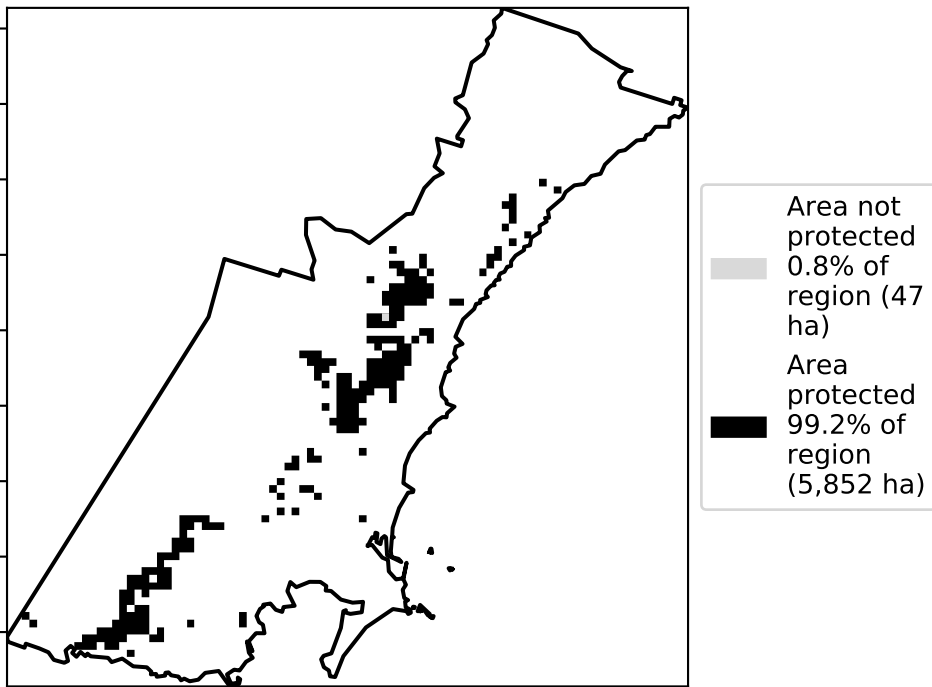 Area not
protected
0.8% of
region (47
ha)
Area
protected
99.2% of
region
(5,852 ha)